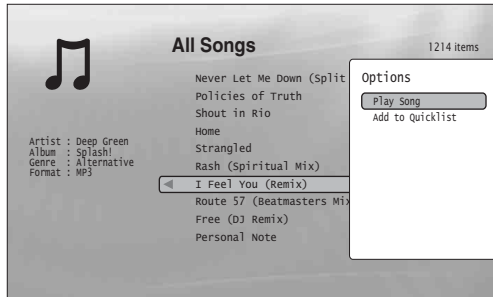 All Songs
1214 items
Never Let Me Down (Split
Policies of Truth
Shout in Rio
Home
Strangled
Rash (Spiritual Mix)
I Feel You (Remix)
Route 57 (Beatmasters Mix
Free (DJ Remix)
Personal Note
Artist : Deep Green
Album : Splash!
Genre : Alternative
Format : MP3
Options
Play Song
Add to Quicklist